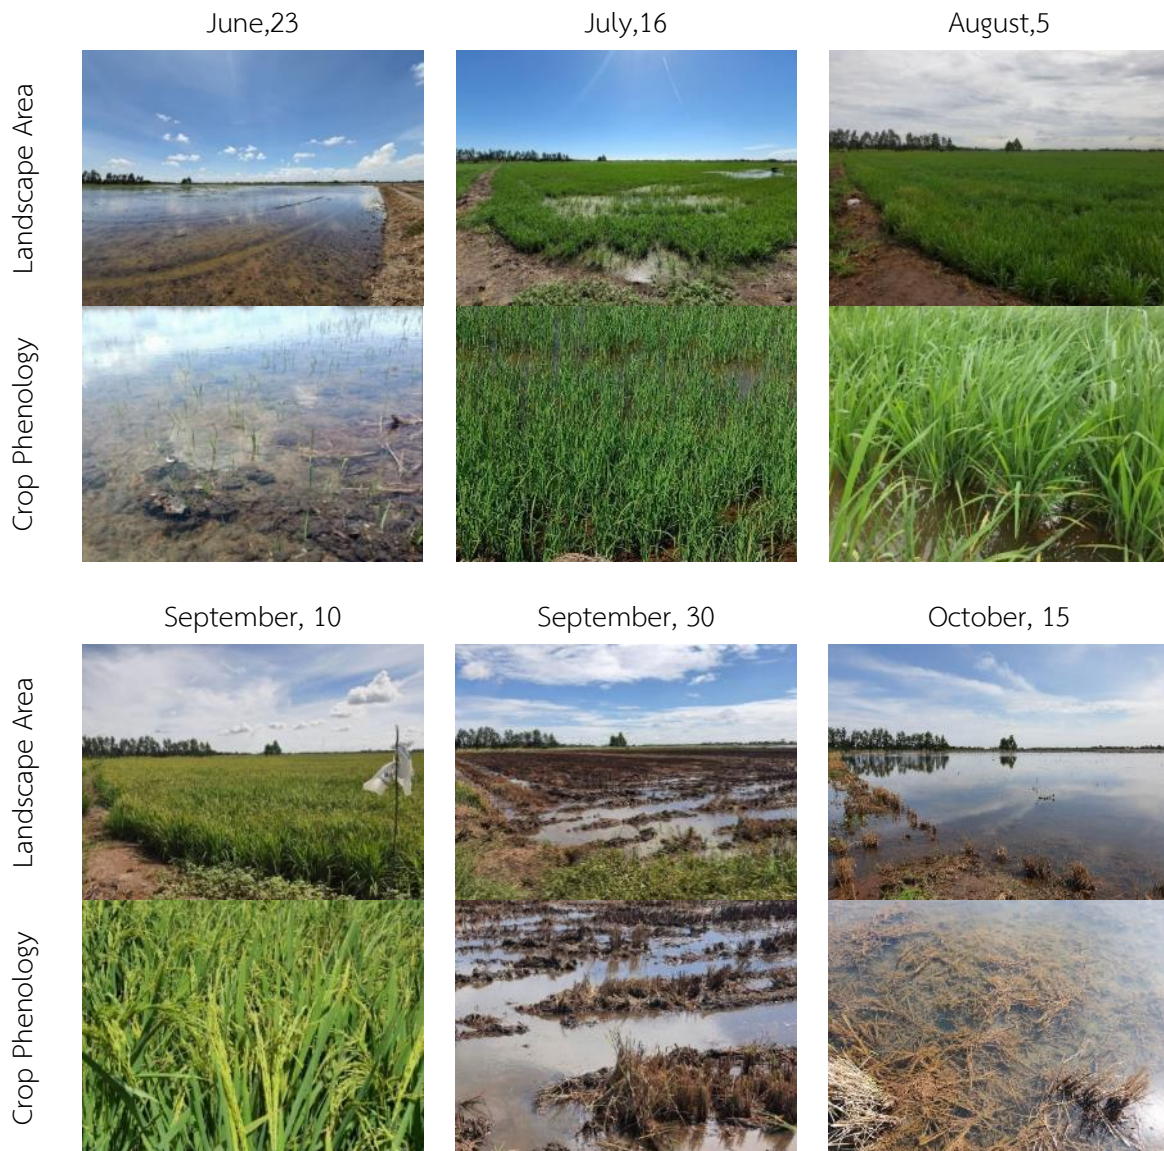 June,23
July,16
August,5
Landscape Area
Crop Phenology
September, 10
September, 30
October, 15
Landscape Area
Crop Phenology